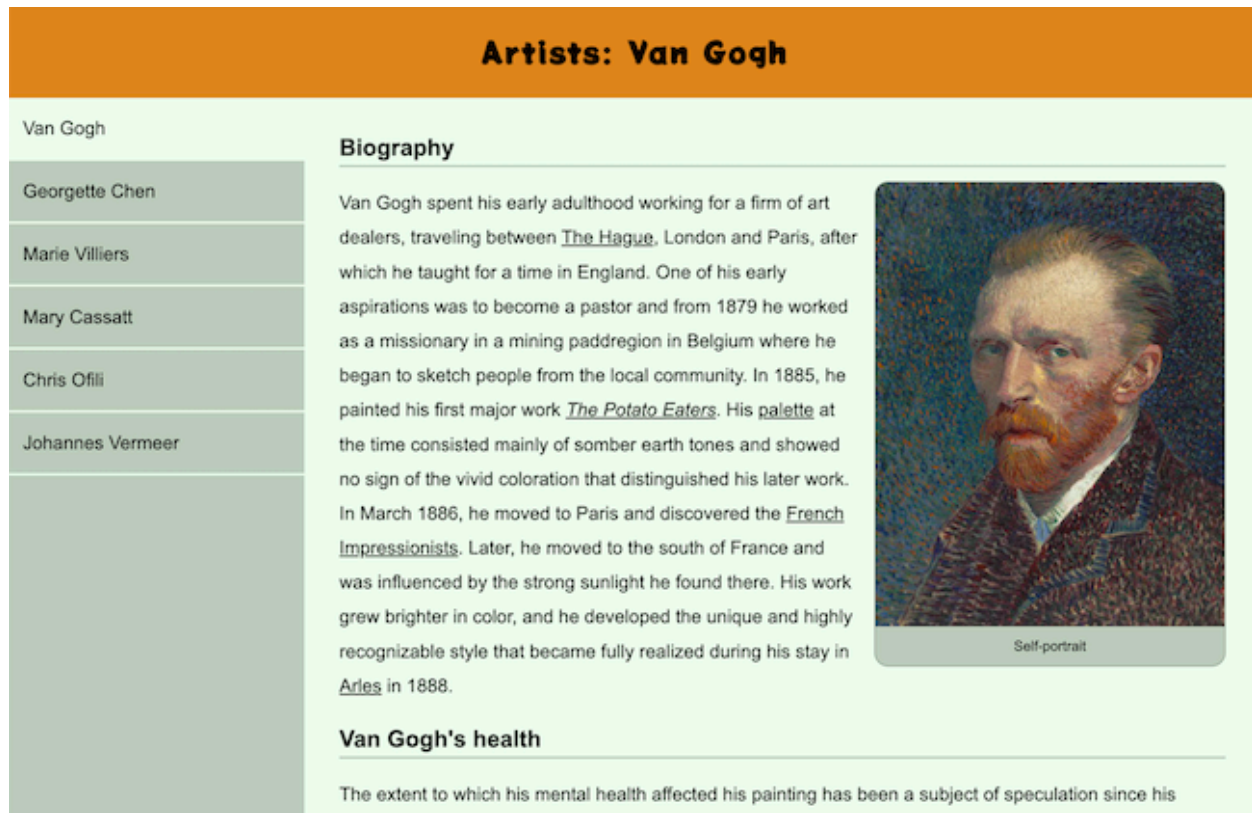 Artists: Van Gogh
Van Gogh
Georgette Chen
Marie Villiers
Mary Cassatt
Chris Ofili
Johannes Vermeer
Biography
Van Gogh spent his early adulthood working for a firm of art
dealers, traveling between The Hague, London and Paris, after
which he taught for a time in England. One of his early
aspirations was to become a pastor and from 1879 he worked
as a missionary in a mining paddregion in Belgium where he
began to sketch people from the local community. In 1885, he
painted his first major work The Potato Eaters. His palette at
the time consisted mainly of somber earth tones and showed
no sign of the vivid coloration that distinguished his later work.
In March 1886, he moved to Paris and discovered the French
Impressionists. Later, he moved to the south of France and
was influenced by the strong sunlight he found there. His work
grew brighter in color, and he developed the unique and highly
recognizable style that became fully realized during his stay in
Arles in 1888.
Self-portrait
Van Gogh's health
The extent to which his mental health affected his painting has been a subject of speculation since his